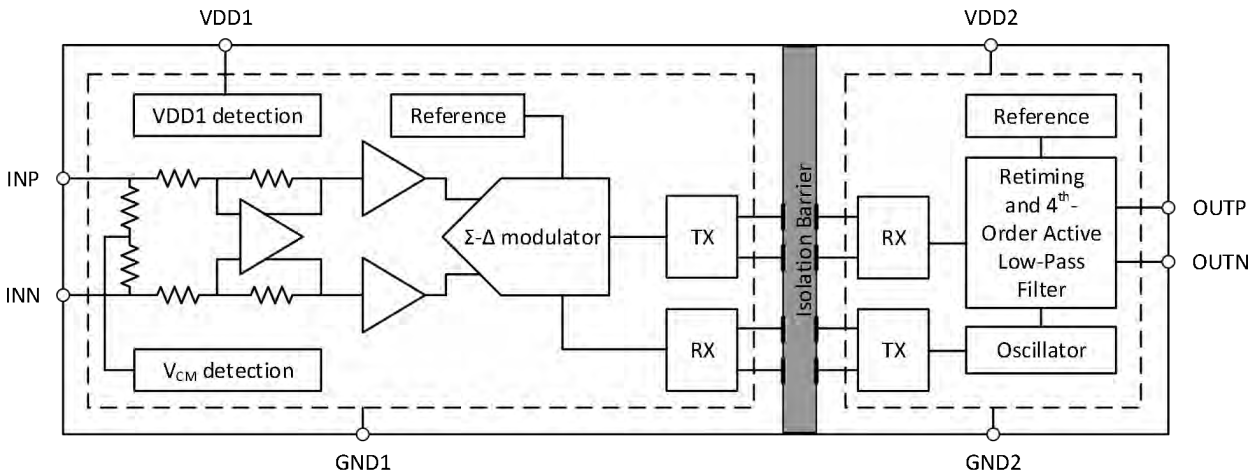 VDD1
VDD2
VDD1 detection
Reference
Reference
INP
INN
Σ-Δ modulator
TX
RX
Isolation Barrier
RX
TX
Retiming
and 4th-
Order Active
Low-Pass
Filter
OUTP
OUTN
Oscillator
VCM detection
GND1
GND2